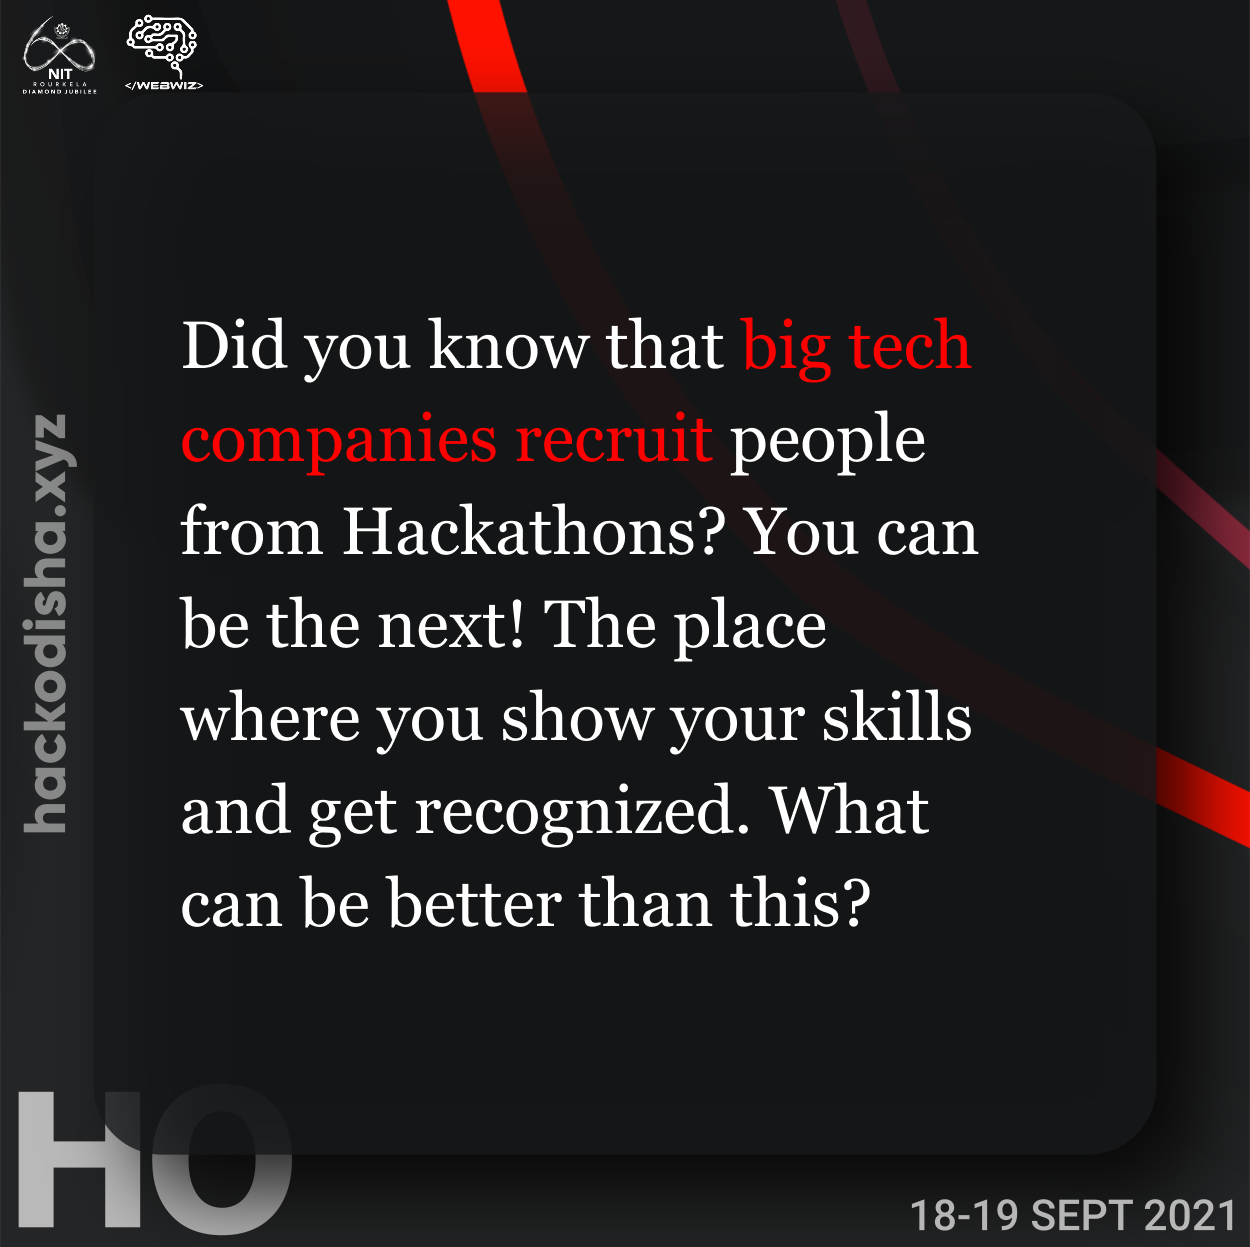 60
NIT
ROURKELA
DIAMOND JUBILEE
</WEBWIZ>
Did you know that big tech
companies recruit people
from Hackathons? You can
be the next! The place
where you show your skills
and get recognized. What
can be better than this?
hackodisha.xyz
HO
18-19 SEPT 2021